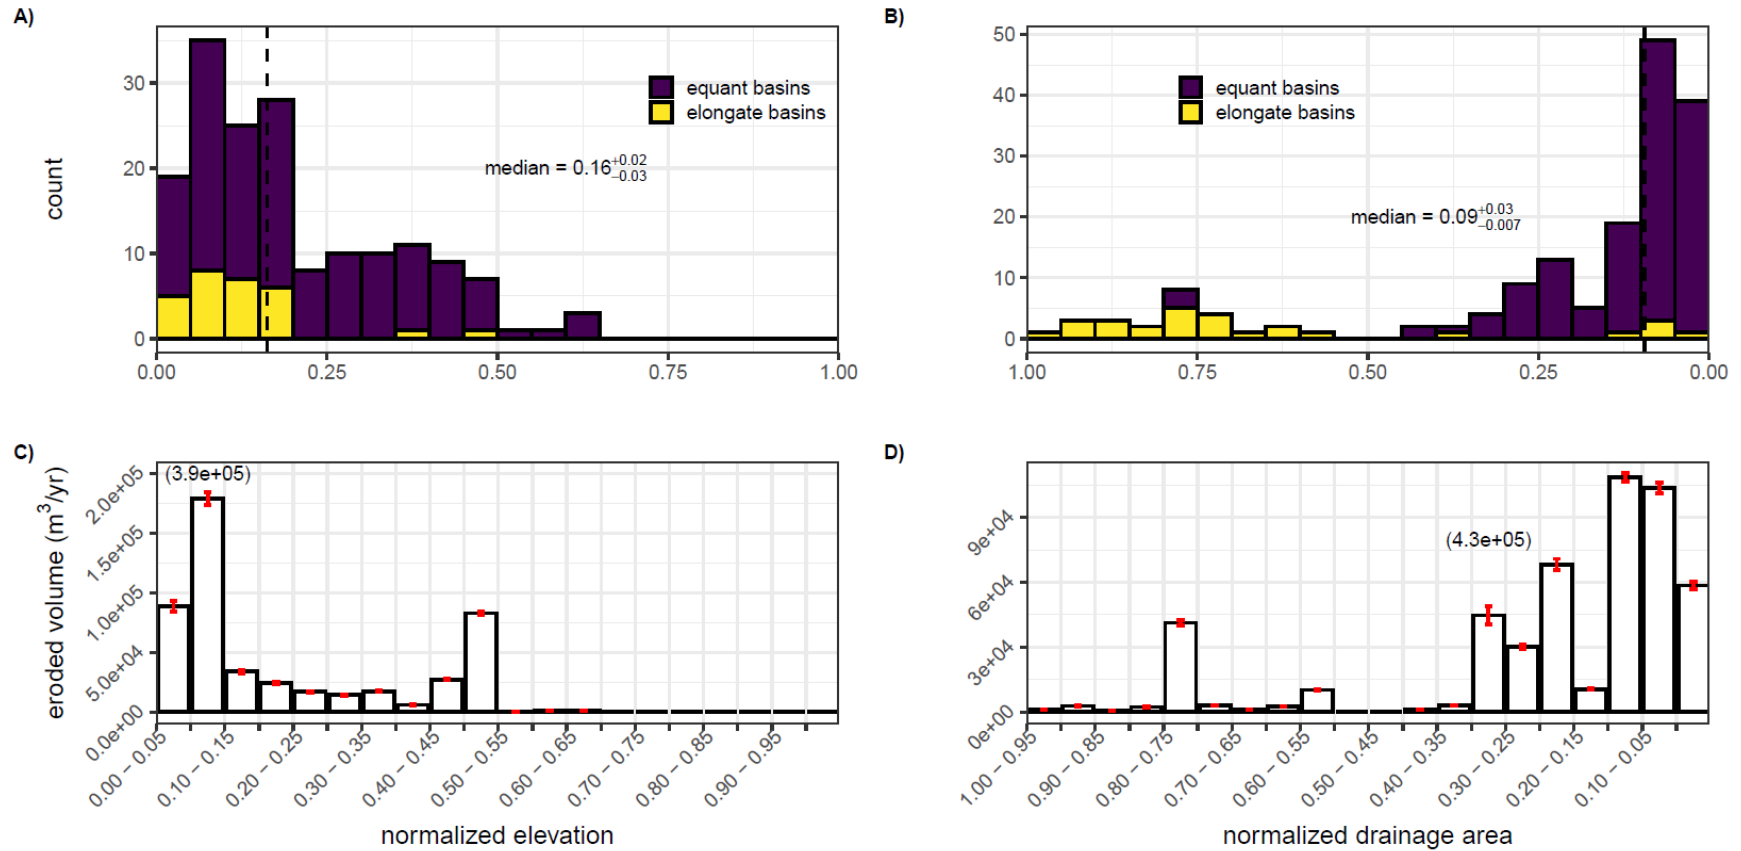 A)
count
30
20
10
0
equant basins
elongate basins
median = 0.16 +0.02 −0.03
0.00 0.25 0.50 0.75 1.00
B)
50
40
30
20
10
0
equant basins
elongate basins
median = 0.09 +0.03 −0.007
1.00 0.75 0.50 0.25 0.00
C)
eroded volume (m³/yr)
(3.9e+05)
2.0e+05
1.5e+05
1.0e+05
5.0e+04
0.0e+00
0.00 − 0.05
0.10 − 0.15
0.20 − 0.25
0.30 − 0.35
0.40 − 0.45
0.50 − 0.55
0.60 − 0.65
0.70 − 0.75
0.80 − 0.85
0.90 − 0.95
normalized elevation
D)
(4.3e+05)
9e+04
6e+04
3e+04
0e+00
1.00 − 0.95
0.90 − 0.85
0.80 − 0.75
0.70 − 0.65
0.60 − 0.55
0.50 − 0.45
0.40 − 0.35
0.30 − 0.25
0.20 − 0.15
0.10 − 0.05
normalized drainage area